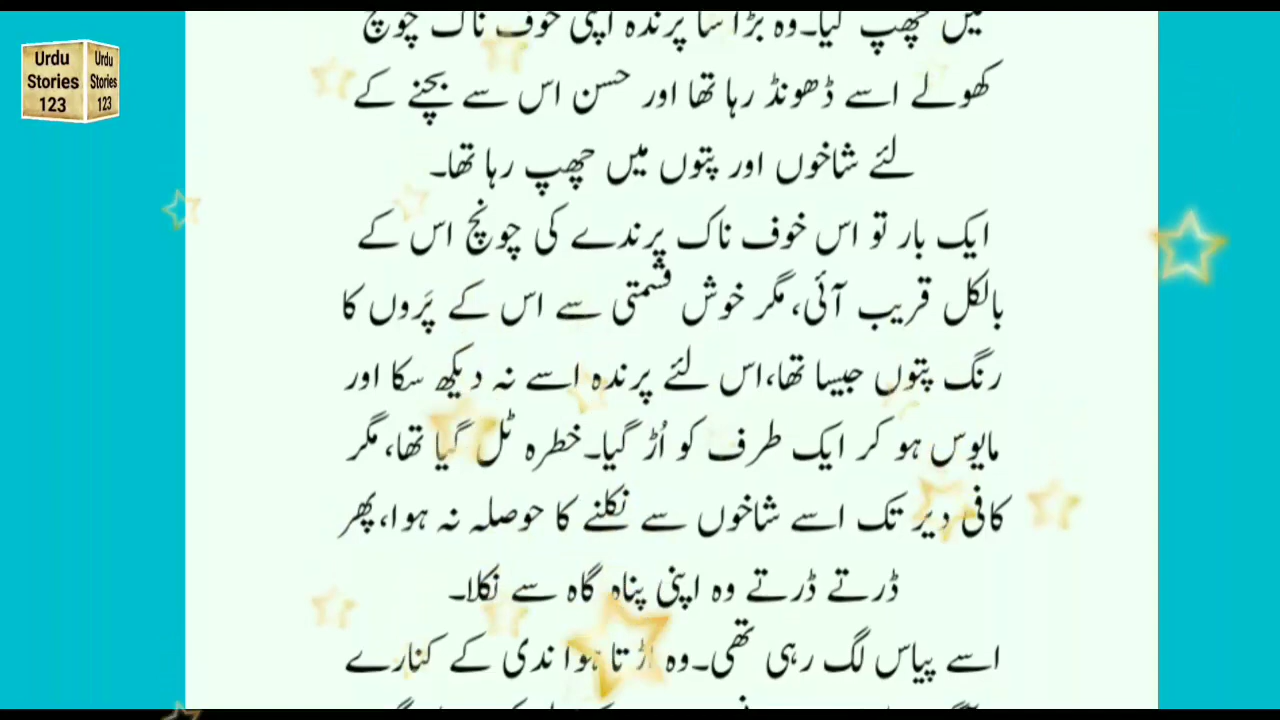 Urdu
Stories
123
Urdu
Stories
123
میں چھپ گیا۔وہ بڑا سا پرندہ اپنی خوف ناک چونچ
کھولے اسے ڈھونڈ رہا تھا اور حسن اس سے بچنے کے
لئے شاخوں اور پتوں میں چھپ رہا تھا۔
ایک بار تو اس خوف ناک پرندے کی چونچ اس کے
بالکل قریب آئی،مگر خوش قسمتی سے اس کے پَروں کا
رنگ پتوں جیسا تھا،اس لئے پرندہ اسے نہ دیکھ سکا اور
مایوس ہو کر ایک طرف کو اُڑ گیا۔خطرہ ٹل گیا تھا،مگر
کافی دیر تک اسے شاخوں سے نکلنے کا حوصلہ نہ ہوا،پھر
ڈرتے ڈرتے وہ اپنی پناہ گاہ سے نکلا۔
اسے پیاس لگ رہی تھی۔وہ اڑتا ہوا ندی کے کنارے